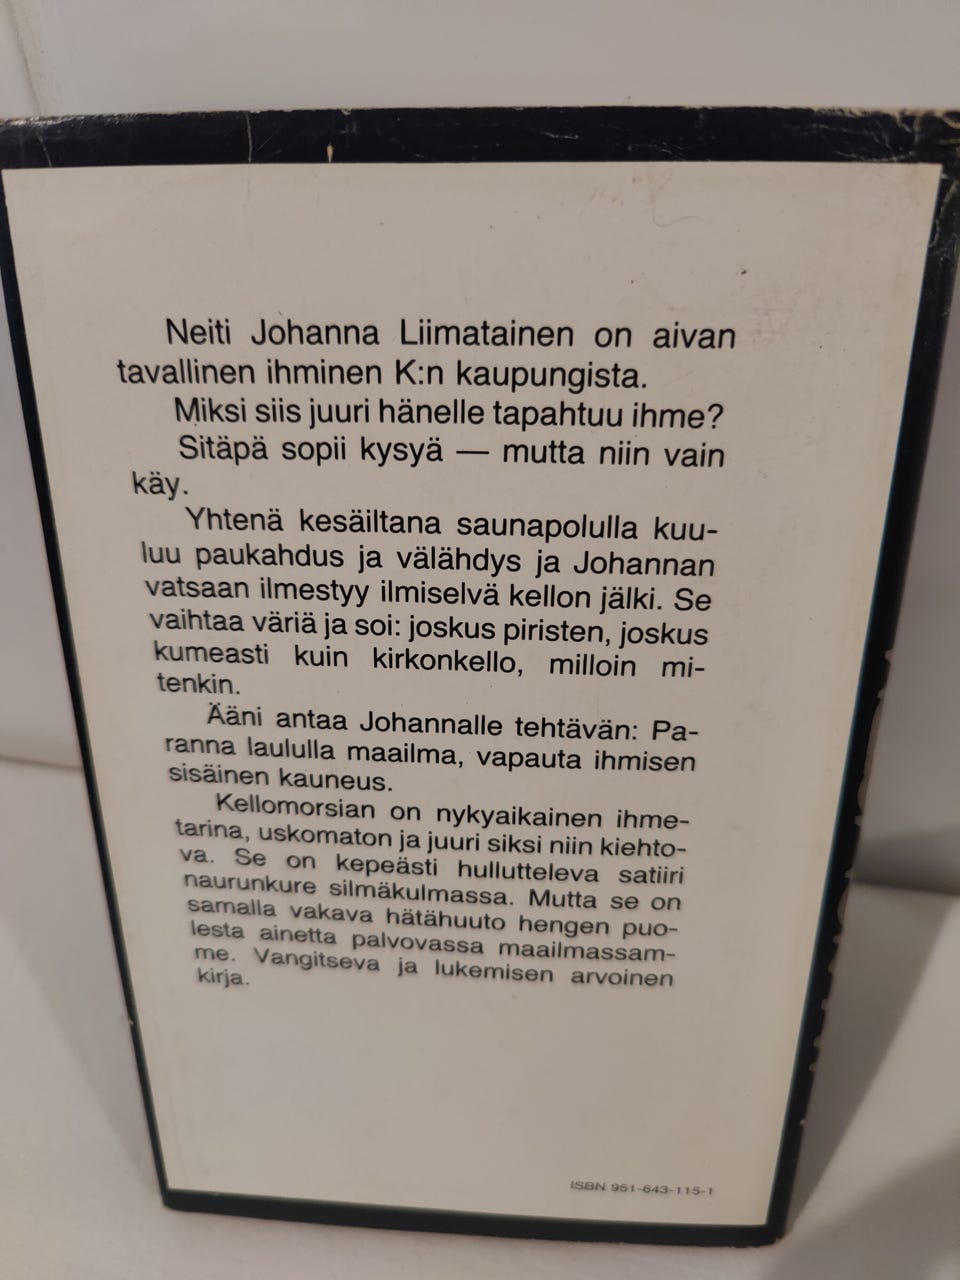 Neiti Johanna Liimatainen on aivan
tavallinen ihminen K:n kaupungista.
Miksi siis juuri hänelle tapahtuu ihme?
Sitäpä sopii kysyä — mutta niin vain
käy.
Yhtenä kesäiltana saunapolulla kuu-
luu paukahdus ja välähdys ja Johannan
vatsaan ilmestyy ilmiselvä kellon jälki. Se
vaihtaa väriä ja soi: joskus piristen, joskus
kumeasti kuin kirkonkello, milloin mi-
tenkin.
Ääni antaa Johannalle tehtävän: Pa-
ranna laululla maailma, vapauta ihmisen
sisäinen kauneus.
Kellomorsian on nykyaikainen ihme-
tarina, uskomaton ja juuri siksi niin kiehto-
va. Se on kepeästi hullutteleva satiiri
naurunkure silmäkulmassa. Mutta se on
samalla vakava hätähuuto hengen puo-
lesta ainetta palvovassa maailmassam-
me. Vangitseva ja lukemisen arvoinen
kirja.
ISBN 951-643-115-1